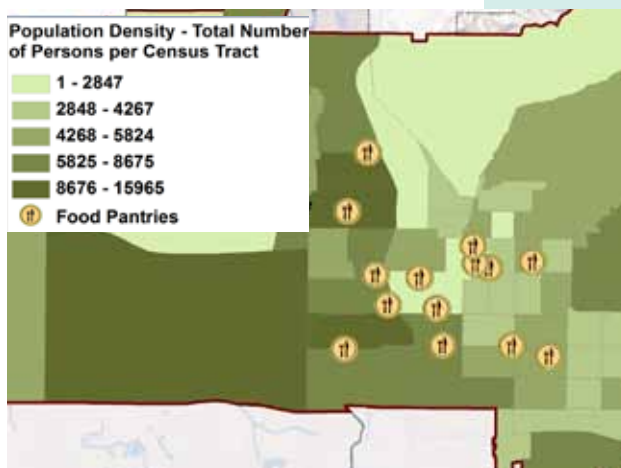 Population Density - Total Number
of Persons per Census Tract
1 - 2847
2848 - 4267
4268 - 5824
5825 - 8675
8676 - 15965
Food Pantries